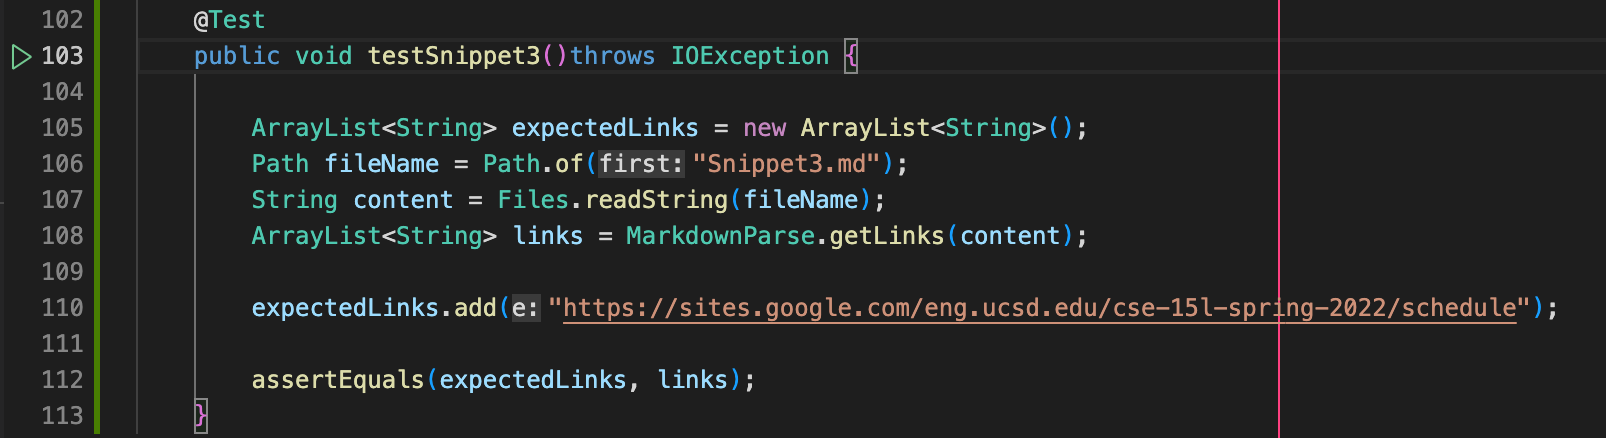 102 @Test
103 public void testSnippet3()throws IOException {
104
105 ArrayList<String> expectedLinks = new ArrayList<String>();
106 Path fileName = Path.of(first: "Snippet3.md");
107 String content = Files.readString(fileName);
108 ArrayList<String> links = MarkdownParse.getLinks(content);
109
110 expectedLinks.add(e: "https://sites.google.com/eng.ucsd.edu/cse-15l-spring-2022/schedule");
111
112 assertEquals(expectedLinks, links);
113 }